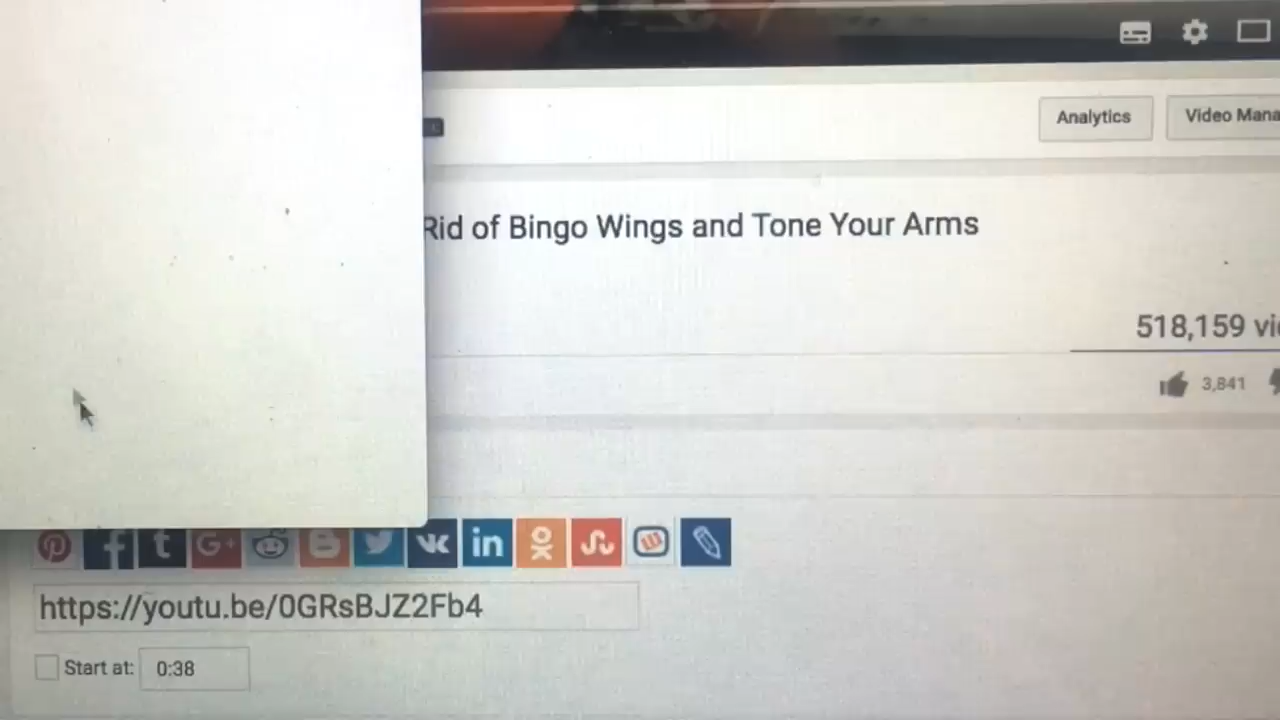 Analytics
Video Mana
Rid of Bingo Wings and Tone Your Arms
518,159 vie
3,841
https://youtu.be/0GRsBJZ2Fb4
Start at: 0:38